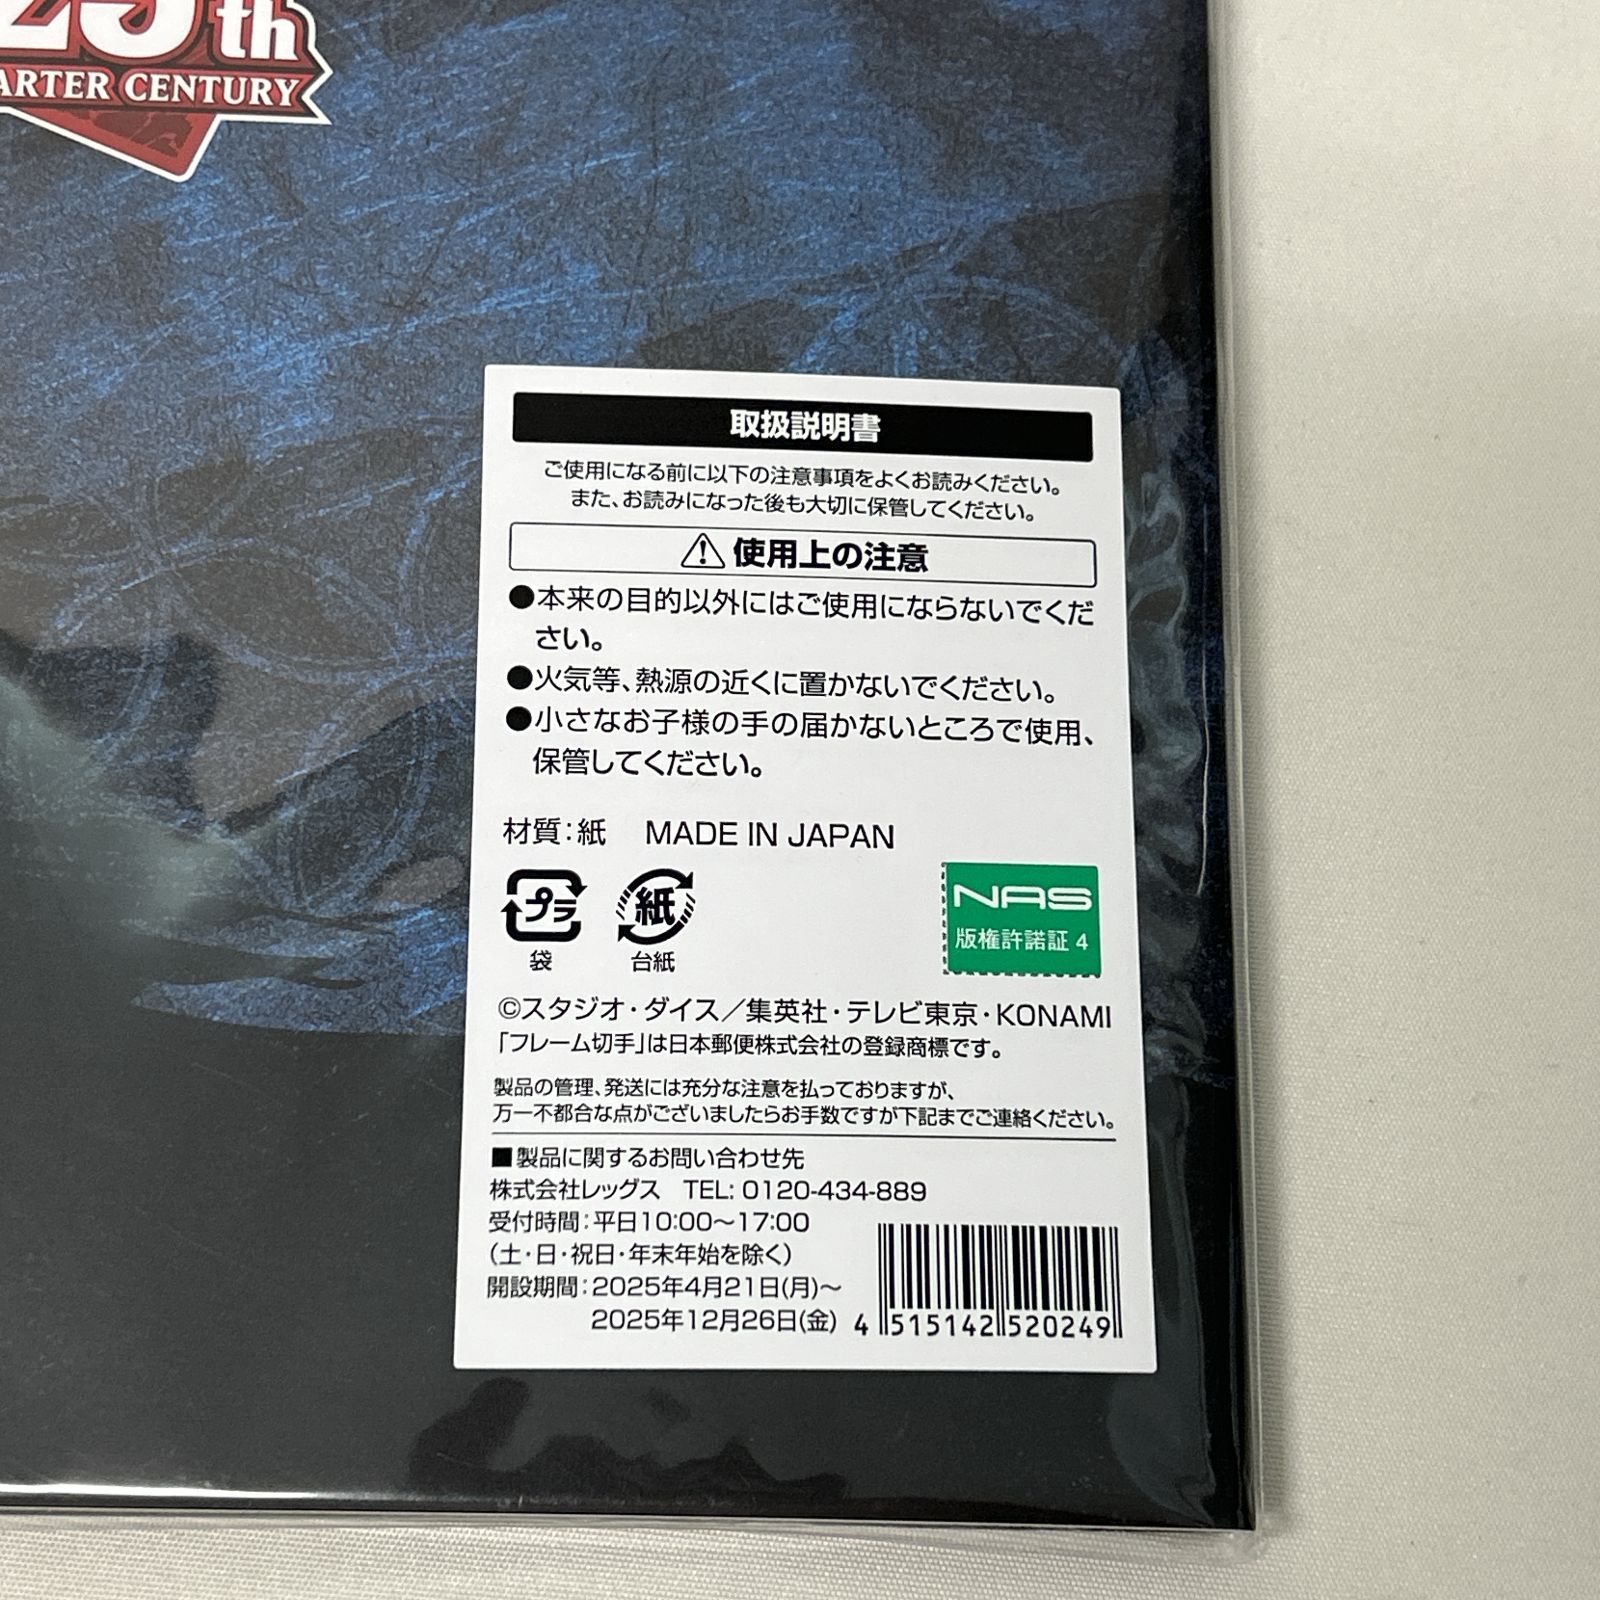 25th
ARTER CENTURY
取扱説明書
ご使用になる前に以下の注意事項をよくお読みください。
また、お読みになった後も大切に保管してください。
使用上の注意
●本来の目的以外にはご使用にならないでくだ
さい。
●火気等、熱源の近くに置かないでください。
●小さなお子様の手の届かないところで使用、
保管してください。
材質：紙 MADE IN JAPAN
プラ 紙
袋 台紙
NAS
版権許諾証 4
©スタジオ・ダイス／集英社・テレビ東京・KONAMI
「フレーム切手」は日本郵便株式会社の登録商標です。
製品の管理、発送には充分な注意を払っておりますが、
万一不都合な点がございましたらお手数ですが下記までご連絡ください。
■製品に関するお問い合わせ先
株式会社レッグス TEL: 0120-434-889
受付時間：平日10:00～17:00
（土・日・祝日・年末年始を除く）
開設期間：2025年4月21日(月)～
2025年12月26日(金)
4 515142 520249